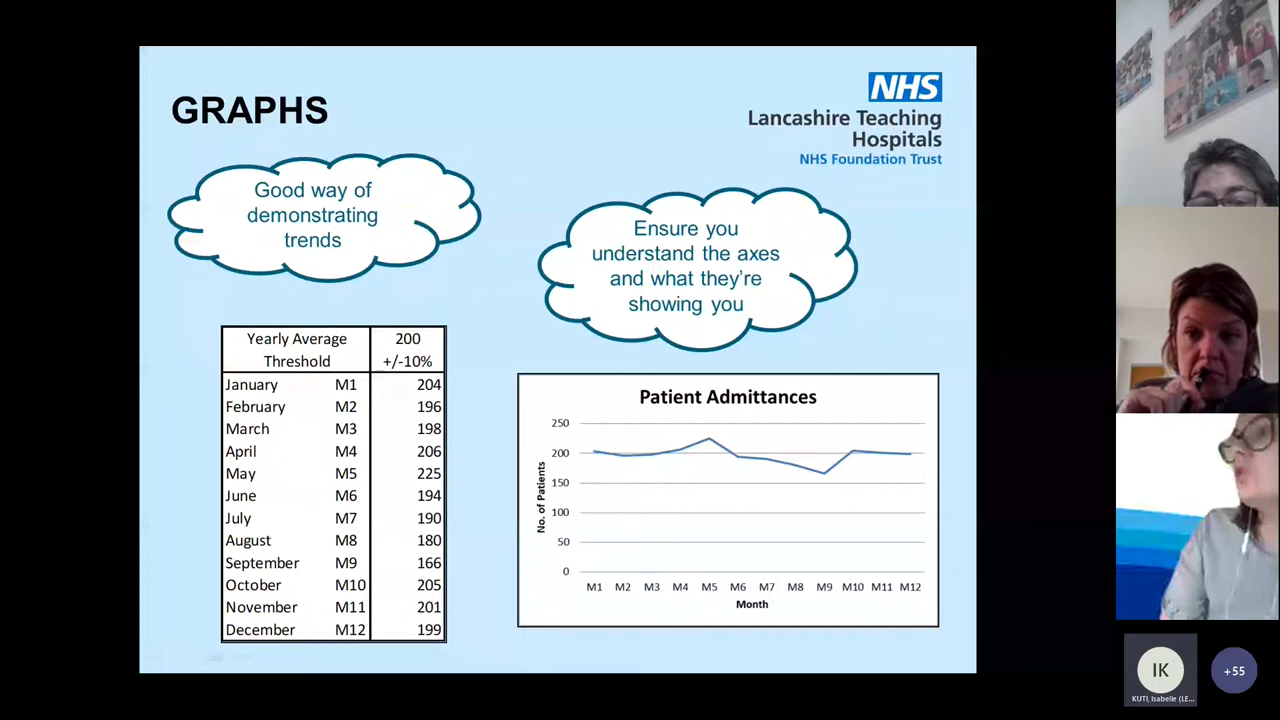 GRAPHS
NHS
Lancashire Teaching
Hospitals
NHS Foundation Trust
Good way of
demonstrating
trends
Ensure you
understand the axes
and what they're
showing you
Yearly Average 200
Threshold +/-10%
January M1 204
February M2 196
March M3 198
April M4 206
May M5 225
June M6 194
July M7 190
August M8 180
September M9 166
October M10 205
November M11 201
December M12 199
Patient Admittances
No. of Patients
250
200
150
100
50
0
M1 M2 M3 M4 M5 M6 M7 M8 M9 M10 M11 M12
Month
IK
+55
KUTI, Isabelle (LE...